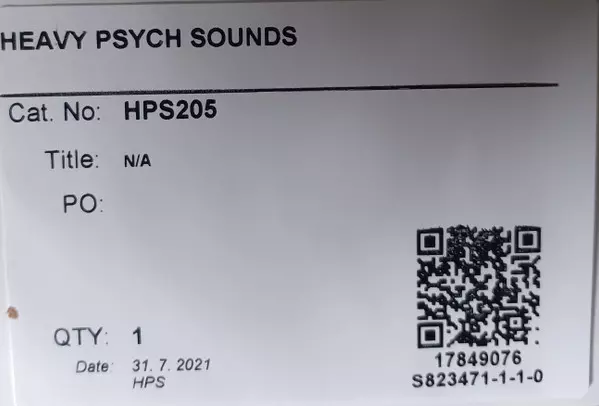 HEAVY PSYCH SOUNDS
Cat. No: HPS205
Title: N/A
PO:
QTY: 1
Date: 31. 7. 2021
HPS
17849076
S823471-1-1-0